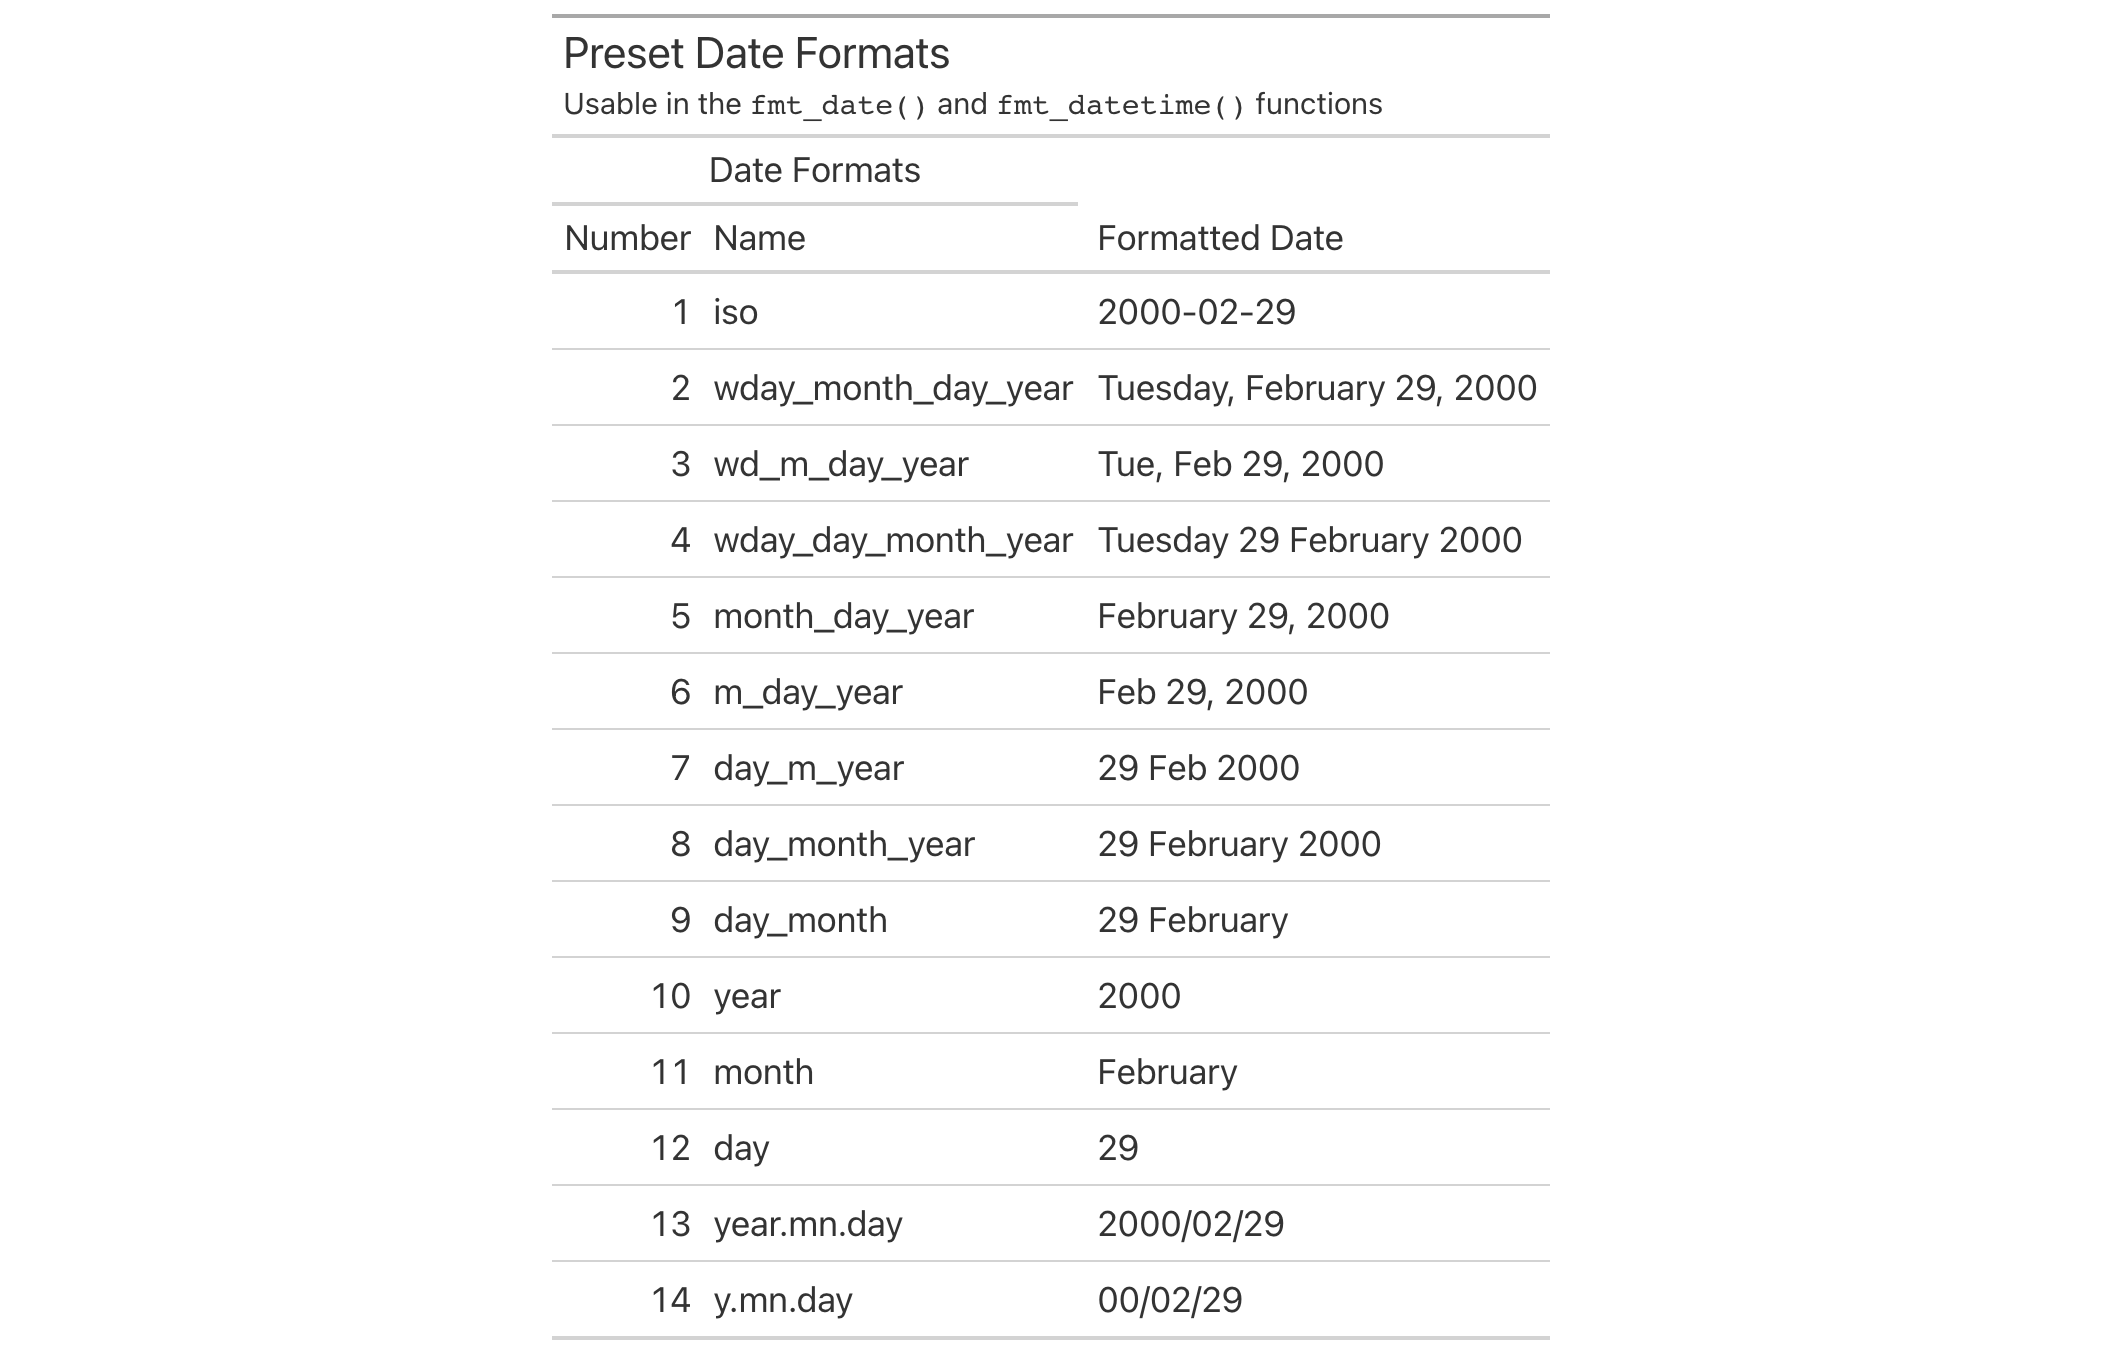 Preset Date Formats
Usable in the fmt_date() and fmt_datetime() functions
Date Formats
Number Name Formatted Date
1 iso 2000-02-29
2 wday_month_day_year Tuesday, February 29, 2000
3 wd_m_day_year Tue, Feb 29, 2000
4 wday_day_month_year Tuesday 29 February 2000
5 month_day_year February 29, 2000
6 m_day_year Feb 29, 2000
7 day_m_year 29 Feb 2000
8 day_month_year 29 February 2000
9 day_month 29 February
10 year 2000
11 month February
12 day 29
13 year.mn.day 2000/02/29
14 y.mn.day 00/02/29